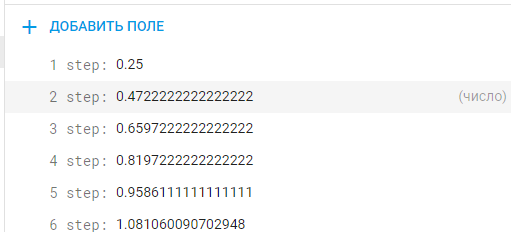 + ДОБАВИТЬ ПОЛЕ
1 step: 0.25
2 step: 0.4722222222222222 (число)
3 step: 0.6597222222222222
4 step: 0.8197222222222222
5 step: 0.9586111111111111
6 step: 1.081060090702948